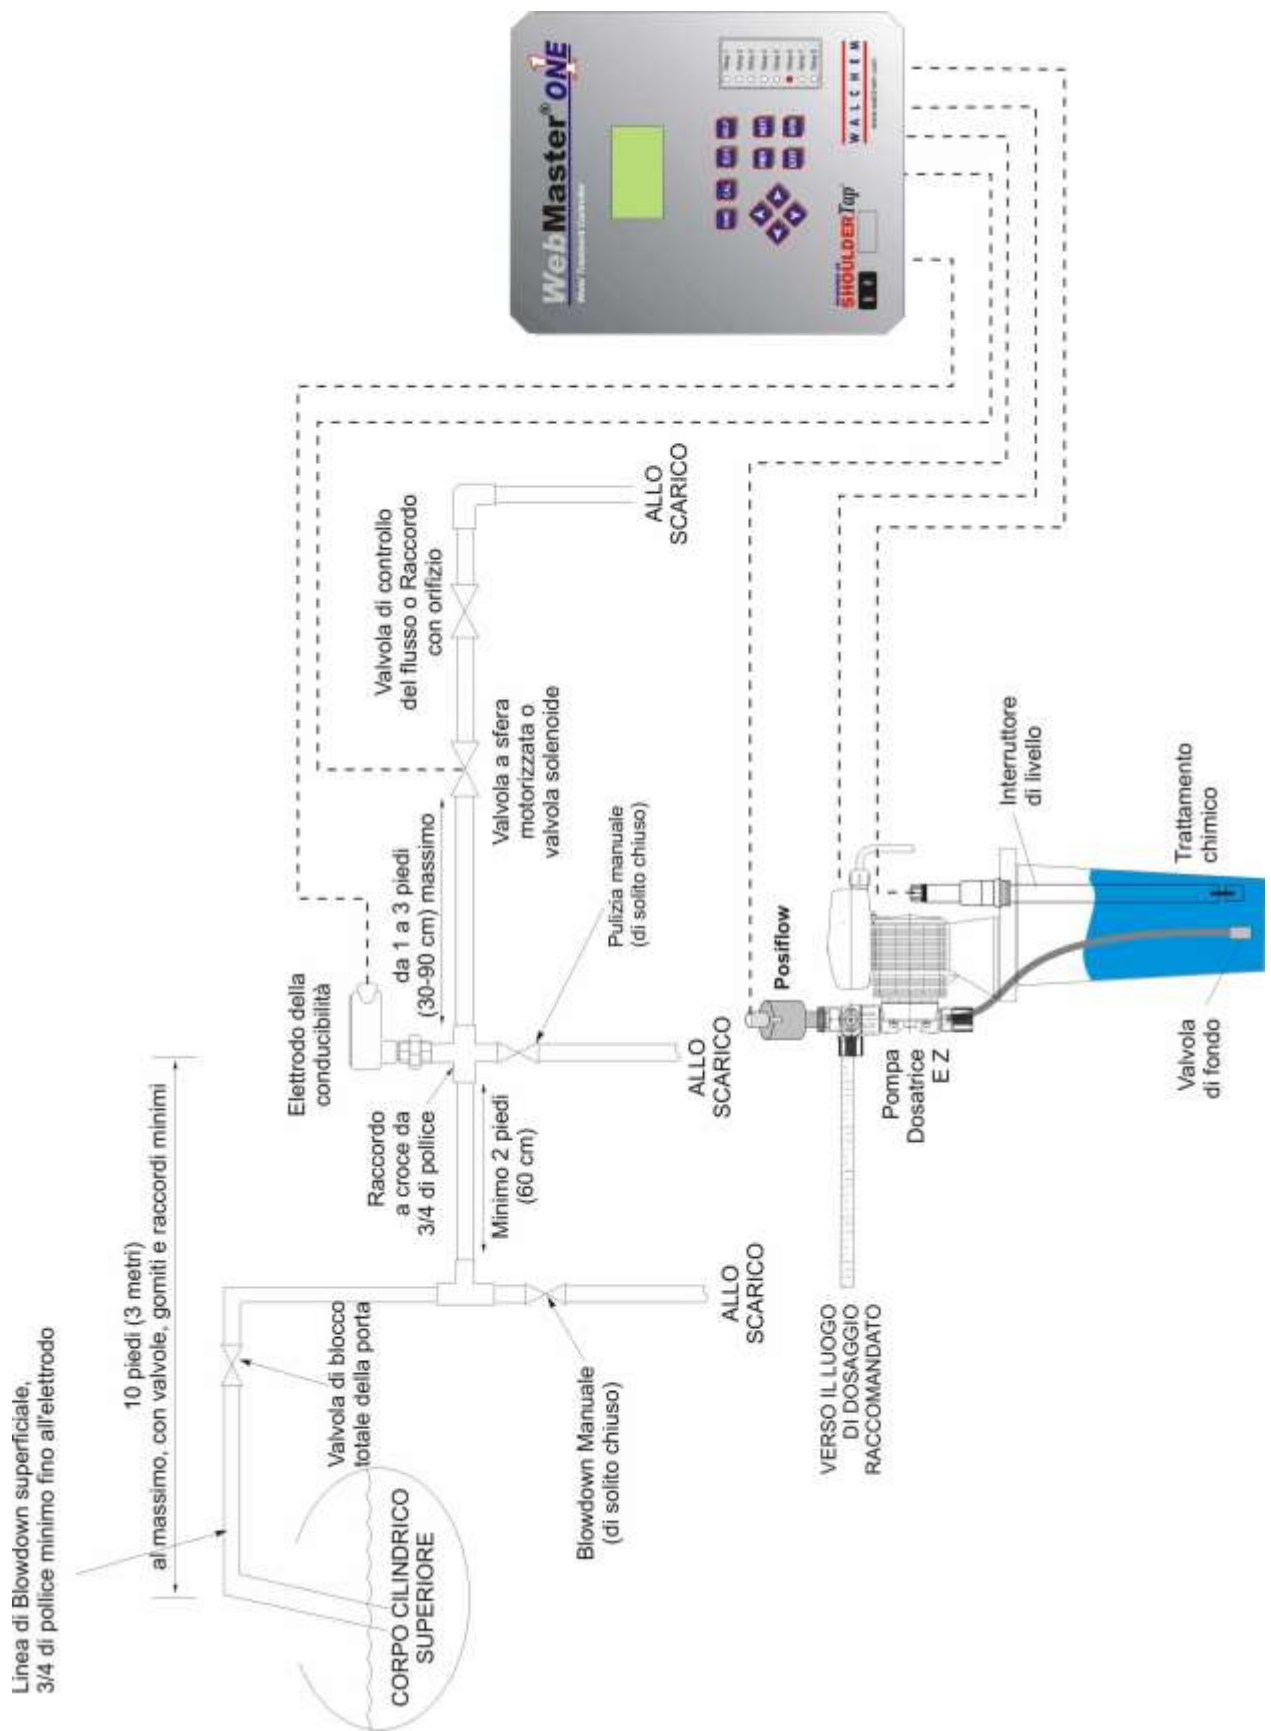 Linea di Blowdown superficiale,
3/4 di pollice minimo fino all'elettrodo
10 piedi (3 metri)
al massimo, con valvole, gomiti e raccordi minimi
Valvola di blocco
totale della porta
CORPO CILINDRICO
SUPERIORE
Elettrodo della
conducibilità
Raccordo
a croce da
3/4 di pollice
Minimo 2 piedi
(60 cm)
da 1 a 3 piedi
(30-90 cm) massimo
Valvola di controllo
del flusso o Raccordo
con orifizio
Valvola a sfera
motorizzata o
valvola solenoide
Blowdown Manuale
(di solito chiuso)
Pulizia manuale
(di solito chiuso)
ALLO
SCARICO
ALLO
SCARICO
ALLO
SCARICO
VERSO IL LUOGO
DI DOSAGGIO
RACCOMANDATO
Posiflow
Pompa
Dosatrice
E Z
Interruttore
di livello
Trattamento
chimico
Valvola
di fondo
WebMaster® ONE
SHOULDERTap
WALCHEM